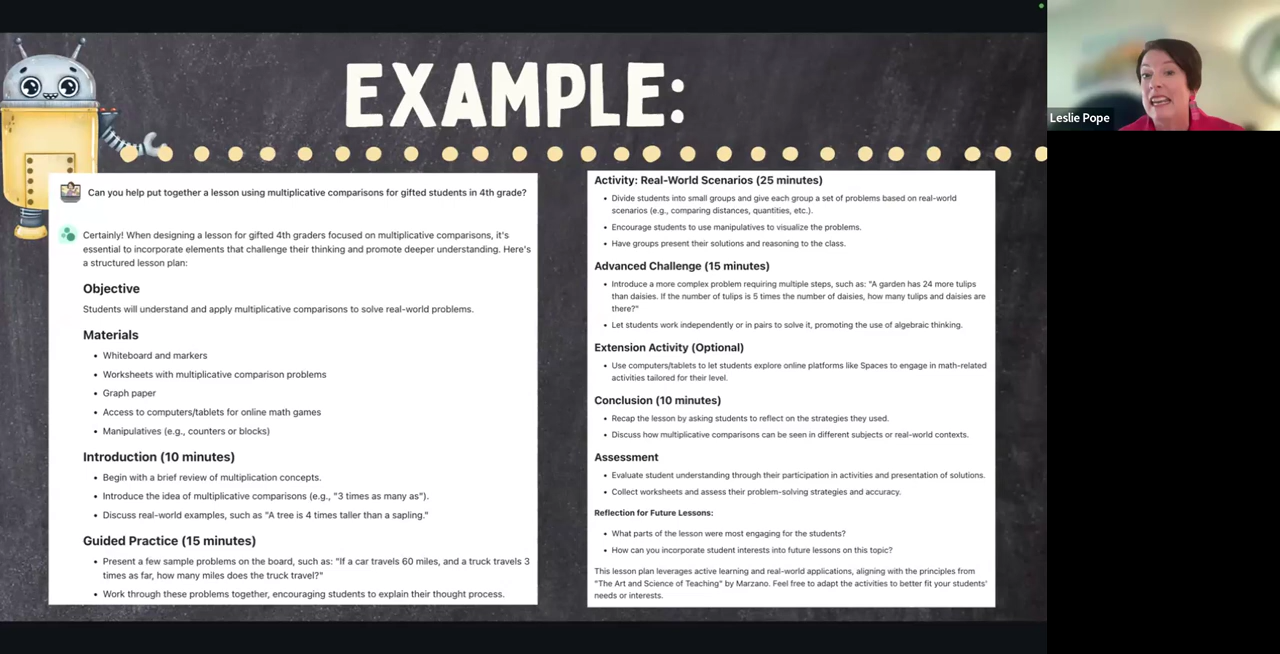 EXAMPLE:
Can you help put together a lesson using multiplicative comparisons for gifted students in 4th grade?
Certainly! When designing a lesson for gifted 4th graders focused on multiplicative comparisons, it's
essential to incorporate elements that challenge their thinking and promote deeper understanding. Here's
a structured lesson plan:
Objective
Students will understand and apply multiplicative comparisons to solve real-world problems.
Materials
• Whiteboard and markers
• Worksheets with multiplicative comparison problems
• Graph paper
• Access to computers/tablets for online math games
• Manipulatives (e.g., counters or blocks)
Introduction (10 minutes)
• Begin with a brief review of multiplication concepts.
• Introduce the idea of multiplicative comparisons (e.g., "3 times as many as").
• Discuss real-world examples, such as "A tree is 4 times taller than a sapling."
Guided Practice (15 minutes)
• Present a few sample problems on the board, such as: "If a car travels 60 miles, and a truck travels 3
times as far, how many miles does the truck travel?"
• Work through these problems together, encouraging students to explain their thought process.
Activity: Real-World Scenarios (25 minutes)
• Divide students into small groups and give each group a set of problems based on real-world
scenarios (e.g., comparing distances, quantities, etc.).
• Encourage students to use manipulatives to visualize the problems.
• Have groups present their solutions and reasoning to the class.
Advanced Challenge (15 minutes)
• Introduce a more complex problem requiring multiple steps, such as: "A garden has 24 more tulips
than daisies. If the number of tulips is 5 times the number of daisies, how many tulips and daisies are
there?"
• Let students work independently or in pairs to solve it, promoting the use of algebraic thinking.
Extension Activity (Optional)
• Use computers/tablets to let students explore online platforms like Spaces to engage in math-related
activities tailored for their level.
Conclusion (10 minutes)
• Recap the lesson by asking students to reflect on the strategies they used.
• Discuss how multiplicative comparisons can be seen in different subjects or real-world contexts.
Assessment
• Evaluate student understanding through their participation in activities and presentation of solutions.
• Collect worksheets and assess their problem-solving strategies and accuracy.
Reflection for Future Lessons:
• What parts of the lesson were most engaging for the students?
• How can you incorporate student interests into future lessons on this topic?
This lesson plan leverages active learning and real-world applications, aligning with the principles from
"The Art and Science of Teaching" by Marzano. Feel free to adapt the activities to better fit your students'
needs or interests.
Leslie Pope